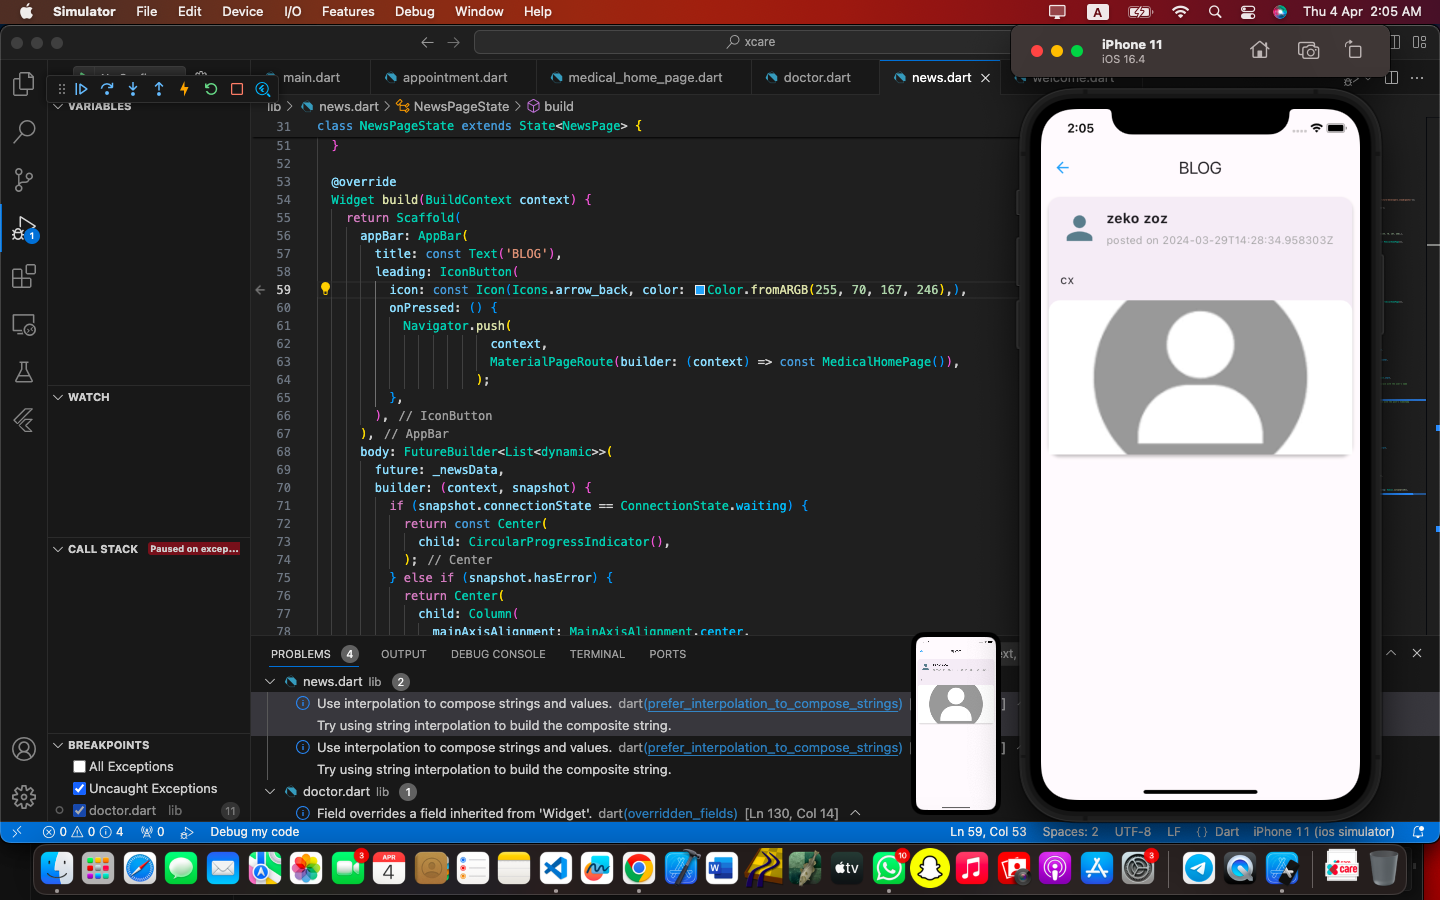 Simulator File Edit Device I/O Features Debug Window Help
A
Thu 4 Apr 2:05 AM
xcare
iPhone 11
iOS 16.4
main.dart
appointment.dart
medical_home_page.dart
doctor.dart
news.dart
welcome.dart
lib > news.dart > NewsPageState > build
VARIABLES
WATCH
CALL STACK
Paused on excep...
BREAKPOINTS
All Exceptions
Uncaught Exceptions
doctor.dart lib 11
1
31 class NewsPageState extends State<NewsPage> {
51 }
52
53 @override
54 Widget build(BuildContext context) {
55 return Scaffold(
56 appBar: AppBar(
57 title: const Text('BLOG'),
58 leading: IconButton(
59 icon: const Icon(Icons.arrow_back, color: Color.fromARGB(255, 70, 167, 246),),
60 onPressed: () {
61 Navigator.push(
62 context,
63 MaterialPageRoute(builder: (context) => const MedicalHomePage()),
64 );
65 },
66 ), // IconButton
67 ), // AppBar
68 body: FutureBuilder<List<dynamic>>(
69 future: _newsData,
70 builder: (context, snapshot) {
71 if (snapshot.connectionState == ConnectionState.waiting) {
72 return const Center(
73 child: CircularProgressIndicator(),
74 ); // Center
75 } else if (snapshot.hasError) {
76 return Center(
77 child: Column(
78 mainAxisAlignment: MainAxisAlignment.center,
PROBLEMS 4 OUTPUT DEBUG CONSOLE TERMINAL PORTS
news.dart lib 2
Use interpolation to compose strings and values. dart(prefer_interpolation_to_compose_strings)
Try using string interpolation to build the composite string.
Use interpolation to compose strings and values. dart(prefer_interpolation_to_compose_strings)
Try using string interpolation to build the composite string.
doctor.dart lib 1
Field overrides a field inherited from 'Widget'. dart(overridden_fields) [Ln 130, Col 14]
2:05
BLOG
zeko zoz
posted on 2024-03-29T14:28:34.958303Z
cx
0 0 4 0 Debug my code
Ln 59, Col 53 Spaces: 2 UTF-8 LF {} Dart iPhone 11 (ios simulator)
3
APR
4
10
tv
3
care